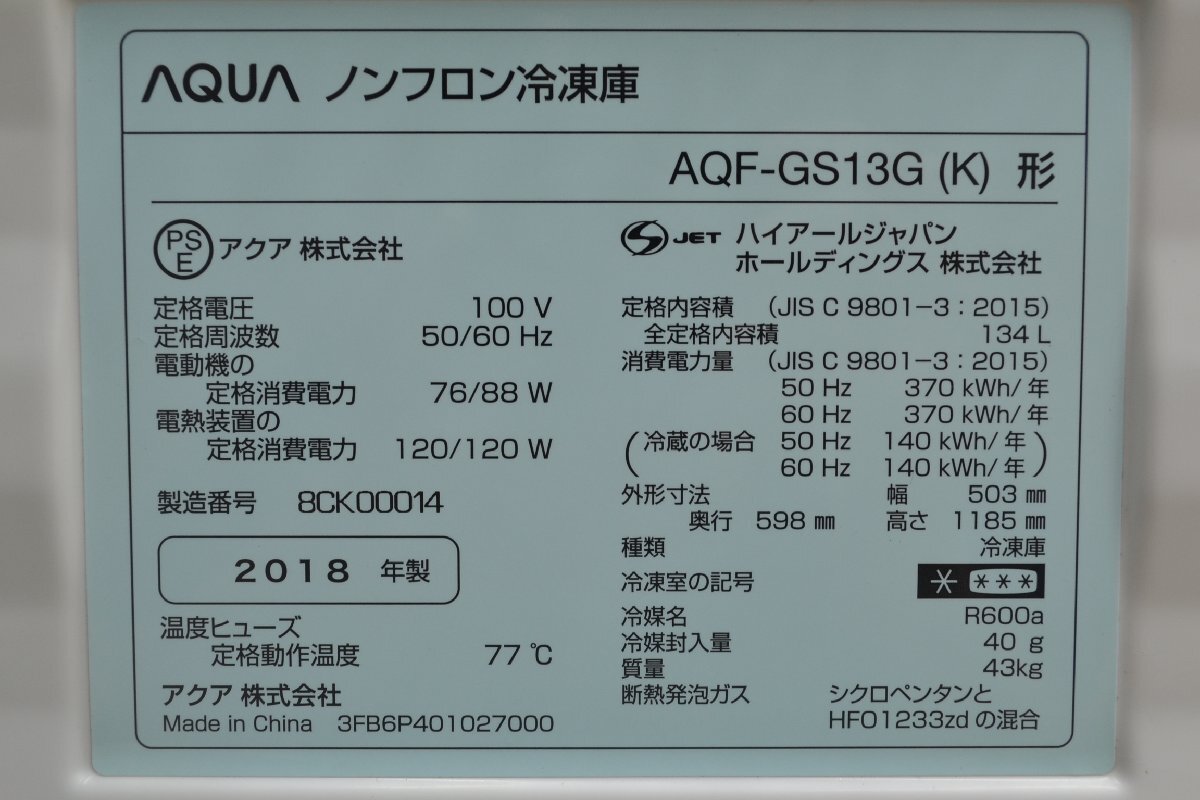 AQUA ノンフロン冷凍庫
AQF-GS13G (K) 形
PS
E
アクア 株式会社
定格電圧 100 V
定格周波数 50/60 Hz
電動機の
定格消費電力 76/88 W
電熱装置の
定格消費電力 120/120 W
製造番号 8CK00014
2018 年製
温度ヒューズ
定格動作温度 77 ℃
アクア 株式会社
Made in China 3FB6P401027000
S JET ハイアールジャパン
ホールディングス 株式会社
定格内容積 (JIS C 9801-3:2015)
全定格内容積 134 L
消費電力量 (JIS C 9801-3:2015)
50 Hz 370 kWh/年
60 Hz 370 kWh/年
(冷蔵の場合 50 Hz 140 kWh/年
60 Hz 140 kWh/年)
外形寸法 幅 503 ㎜
奥行 598 ㎜ 高さ 1185 ㎜
種類 冷凍庫
冷凍室の記号 * ***
冷媒名 R600a
冷媒封入量 40 g
質量 43kg
断熱発泡ガス シクロペンタンと
HFO1233zd の混合